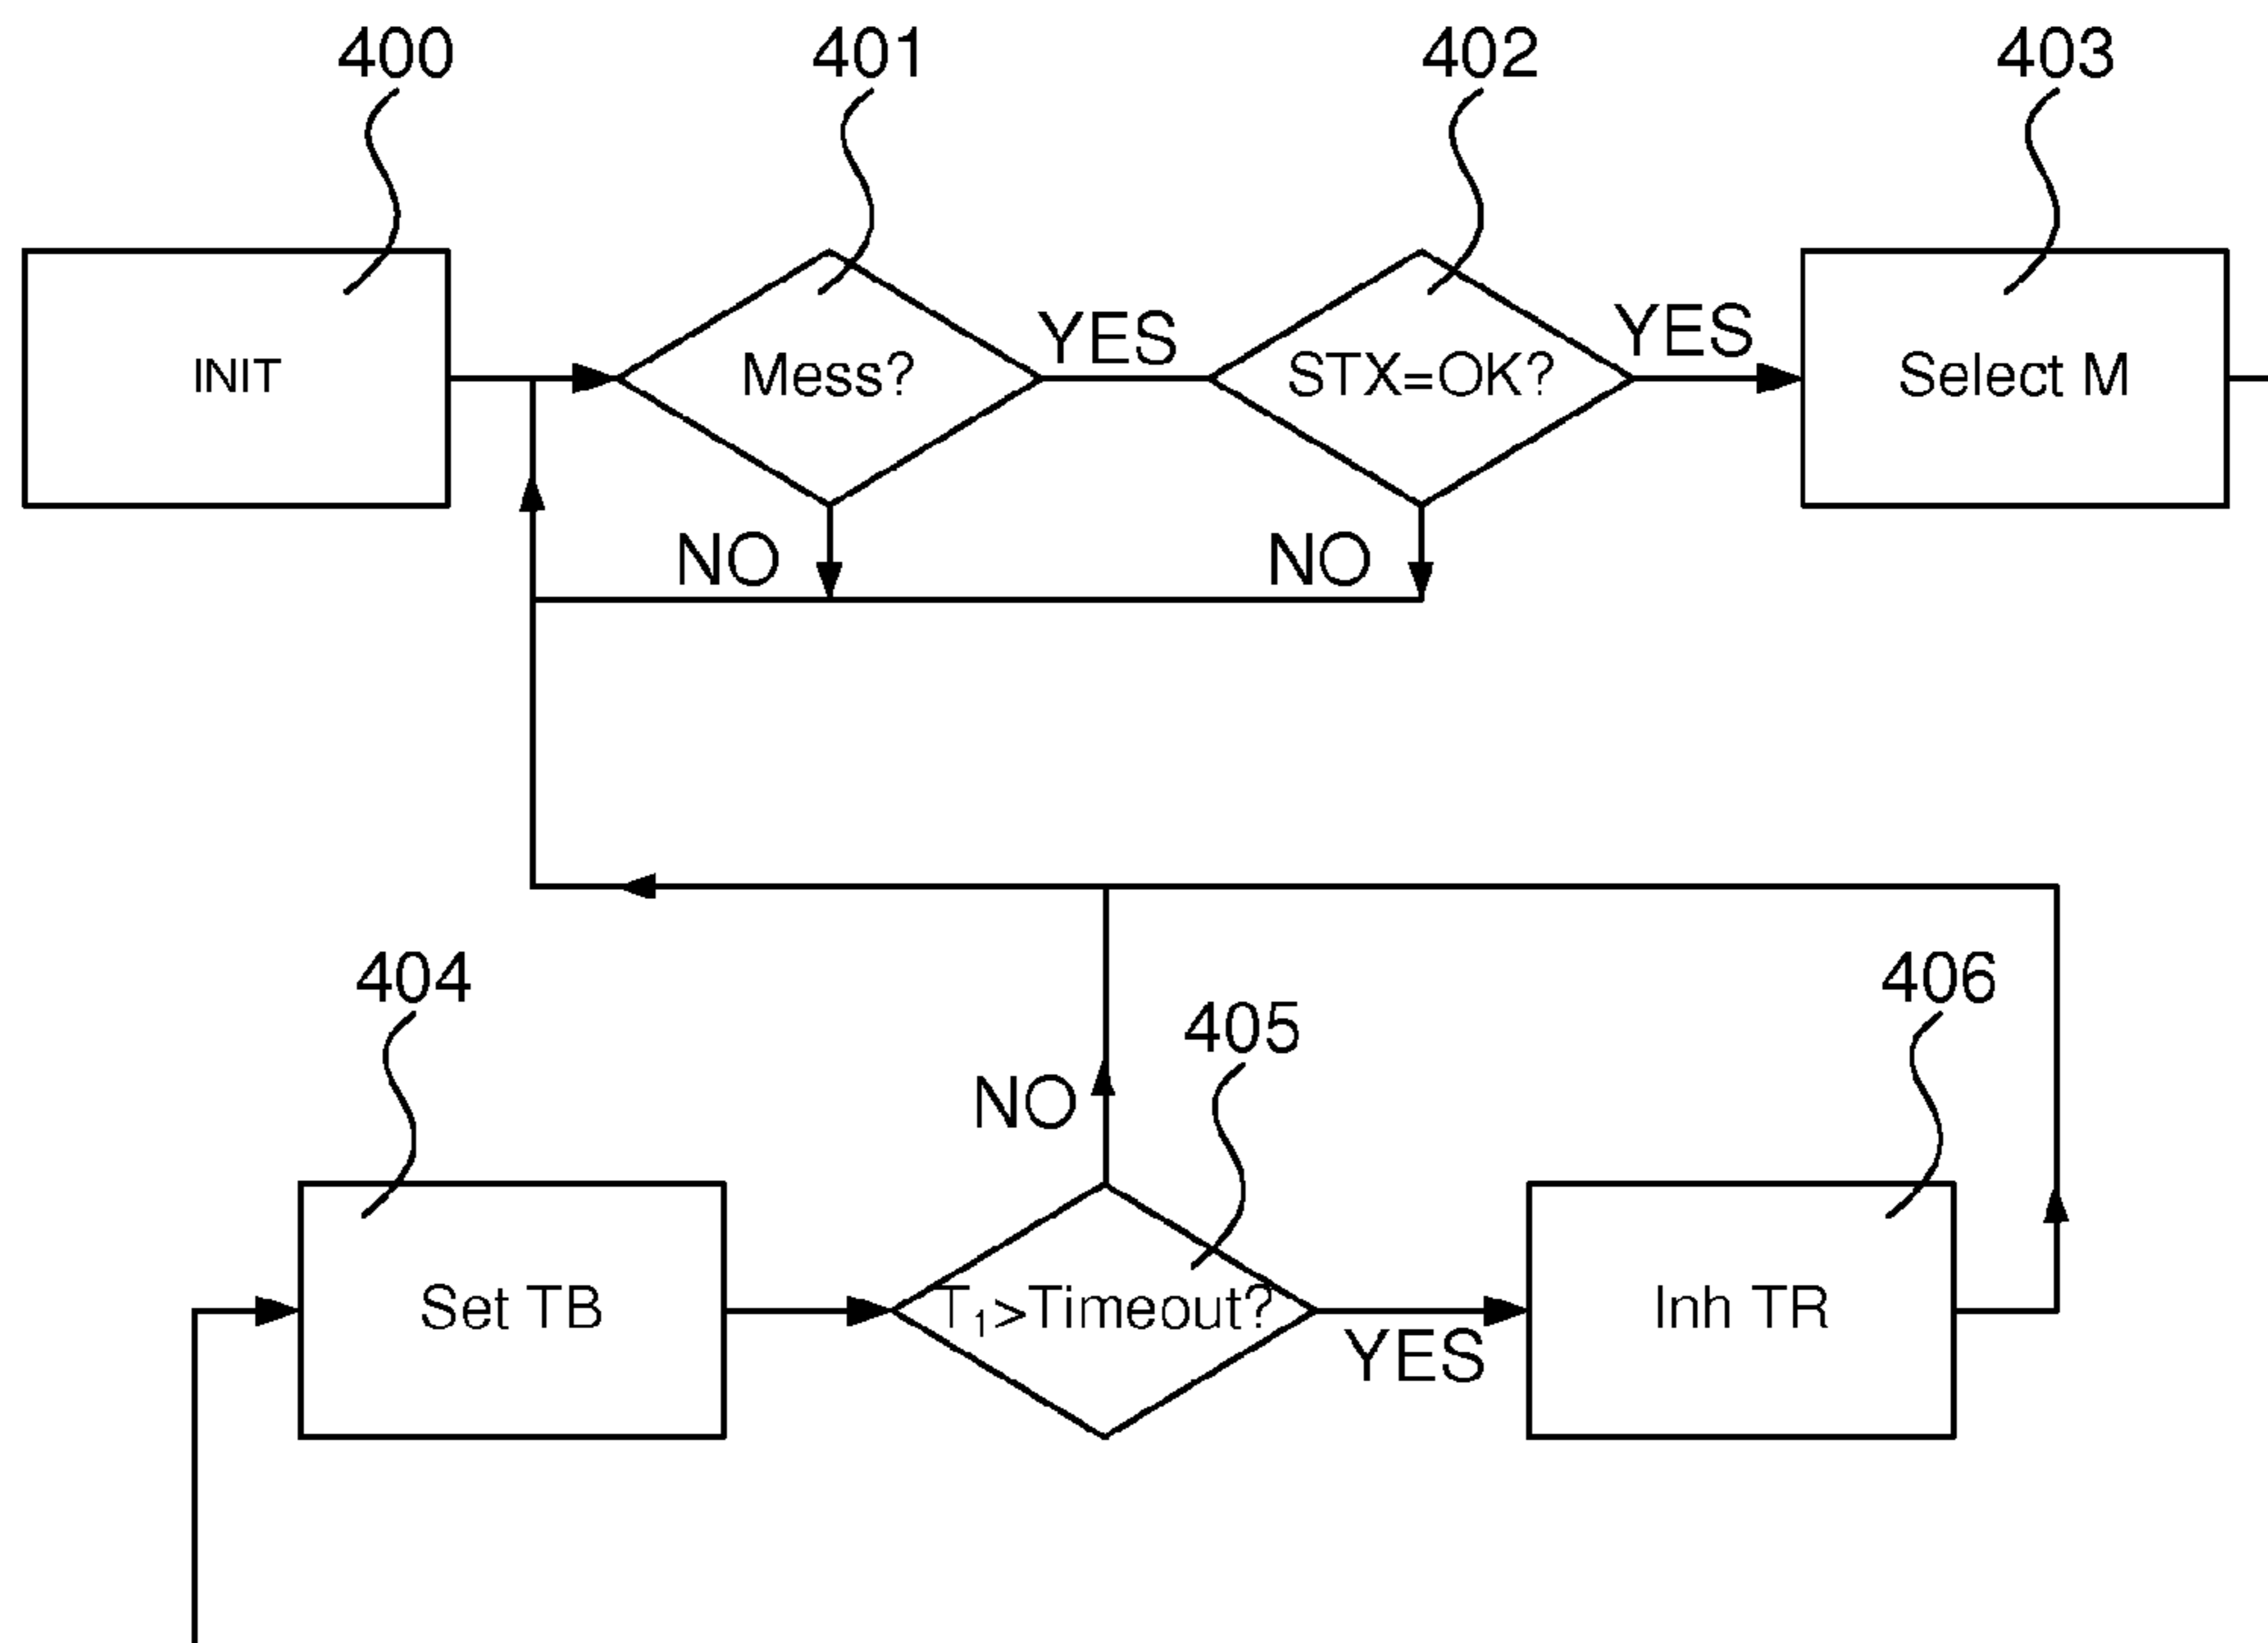 400
401
402
403
INIT
Mess?
YES
STX=OK?
YES
Select M
NO
NO
404
405
406
NO
Set TB
T1>Timeout?
YES
Inh TR